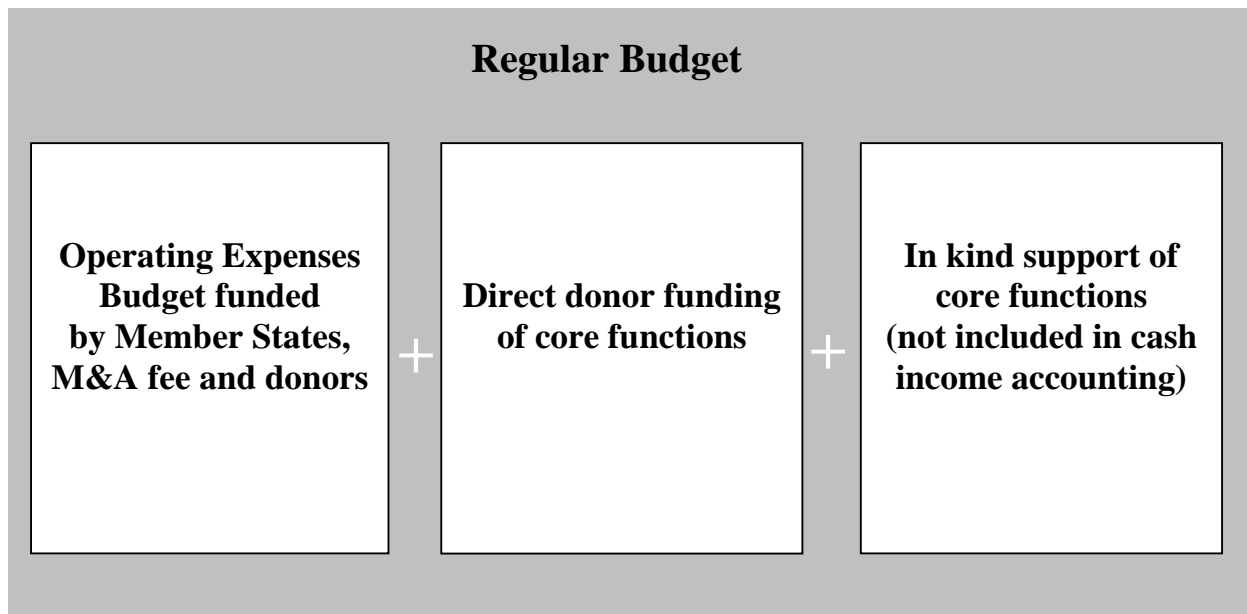 Regular Budget
Operating Expenses
Budget funded
by Member States,
M&A fee and donors
+
Direct donor funding
of core functions
+
In kind support of
core functions
(not included in cash
income accounting)